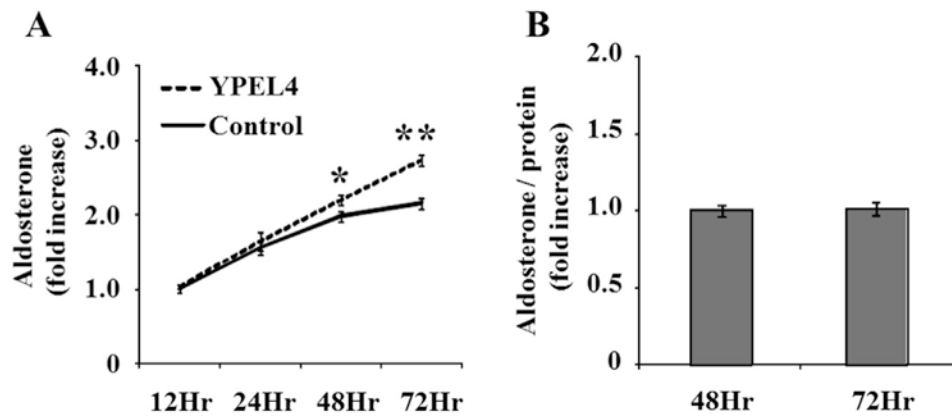 A
Aldosterone
(fold increase)
4.0
3.0
2.0
1.0
0
YPEL4
Control
*
**
12Hr 24Hr 48Hr 72Hr
B
Aldosterone / protein
(fold increase)
2.0
1.5
1.0
0.5
0
48Hr 72Hr